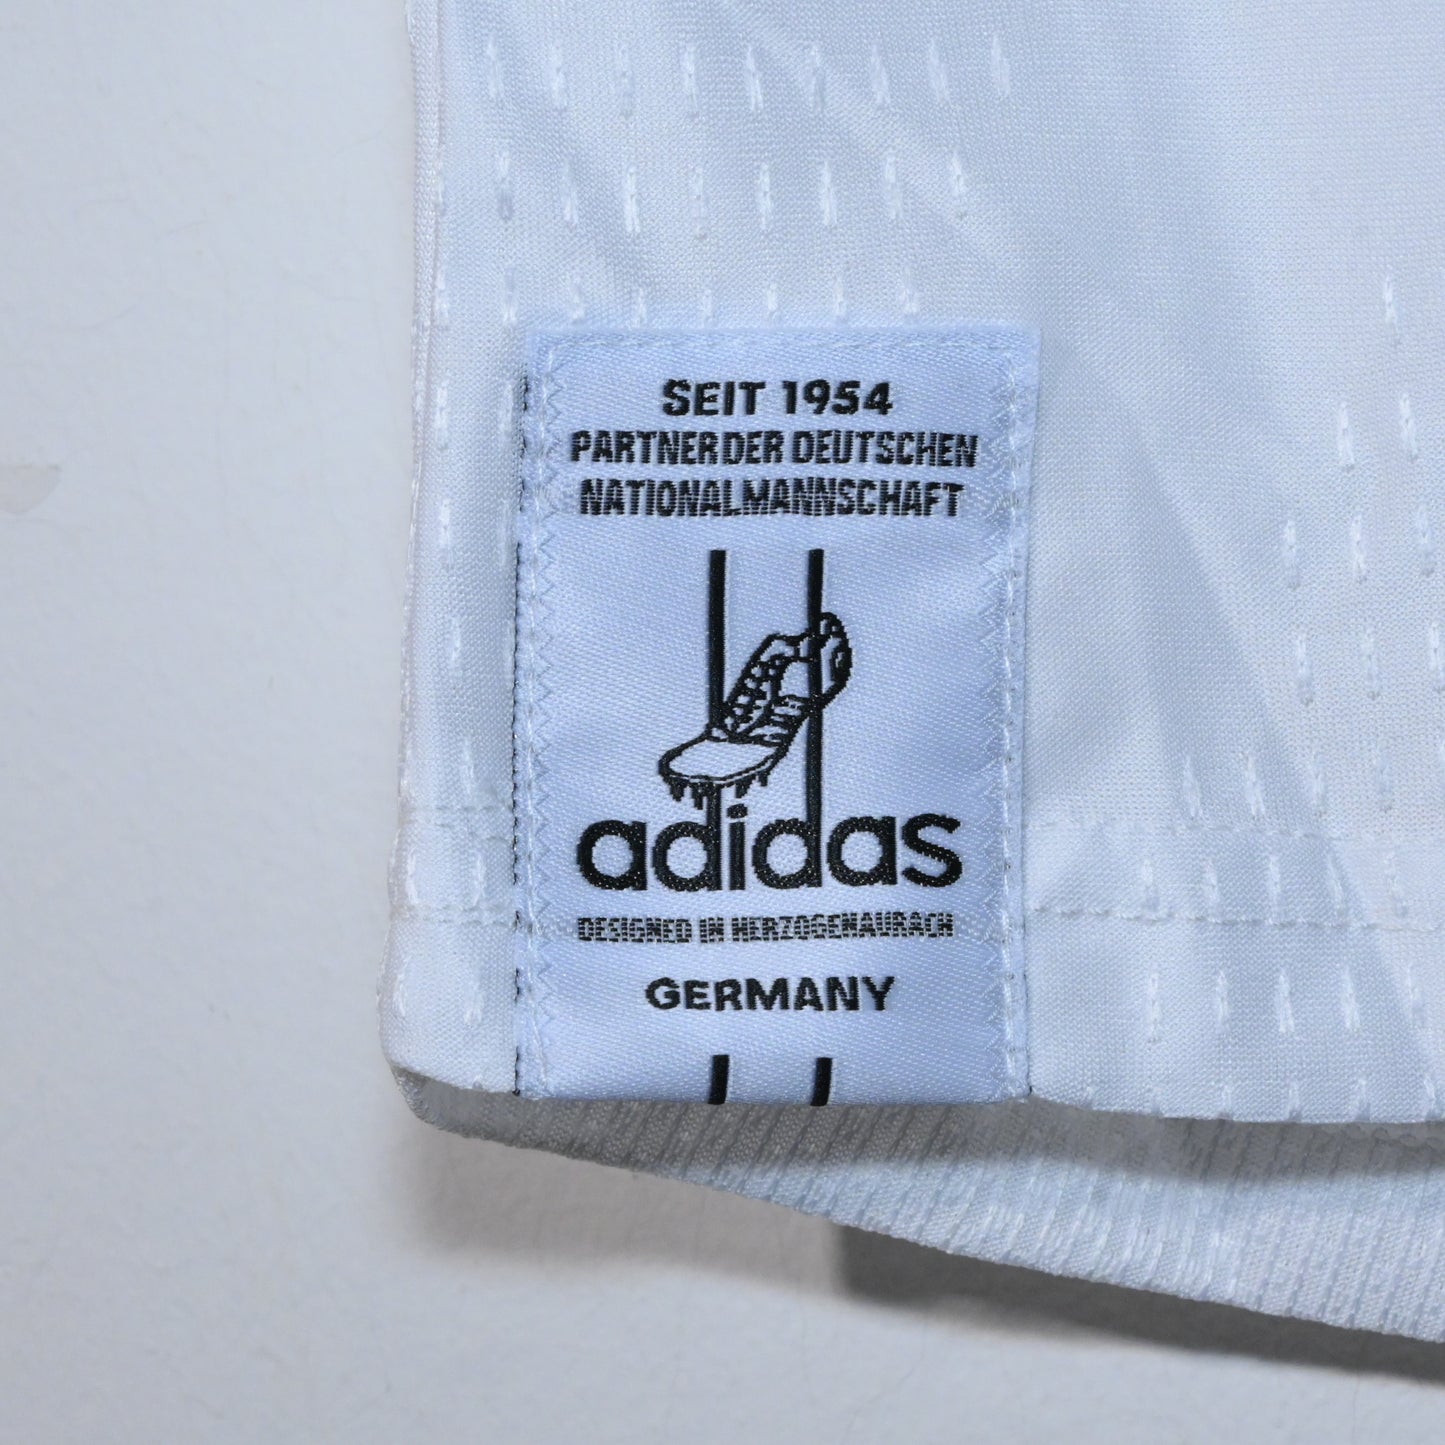 SEIT 1954
PARTNER DER DEUTSCHEN
NATIONALMANNSCHAFT
adidas
DESIGNED IN HERZOGENAURACH
GERMANY